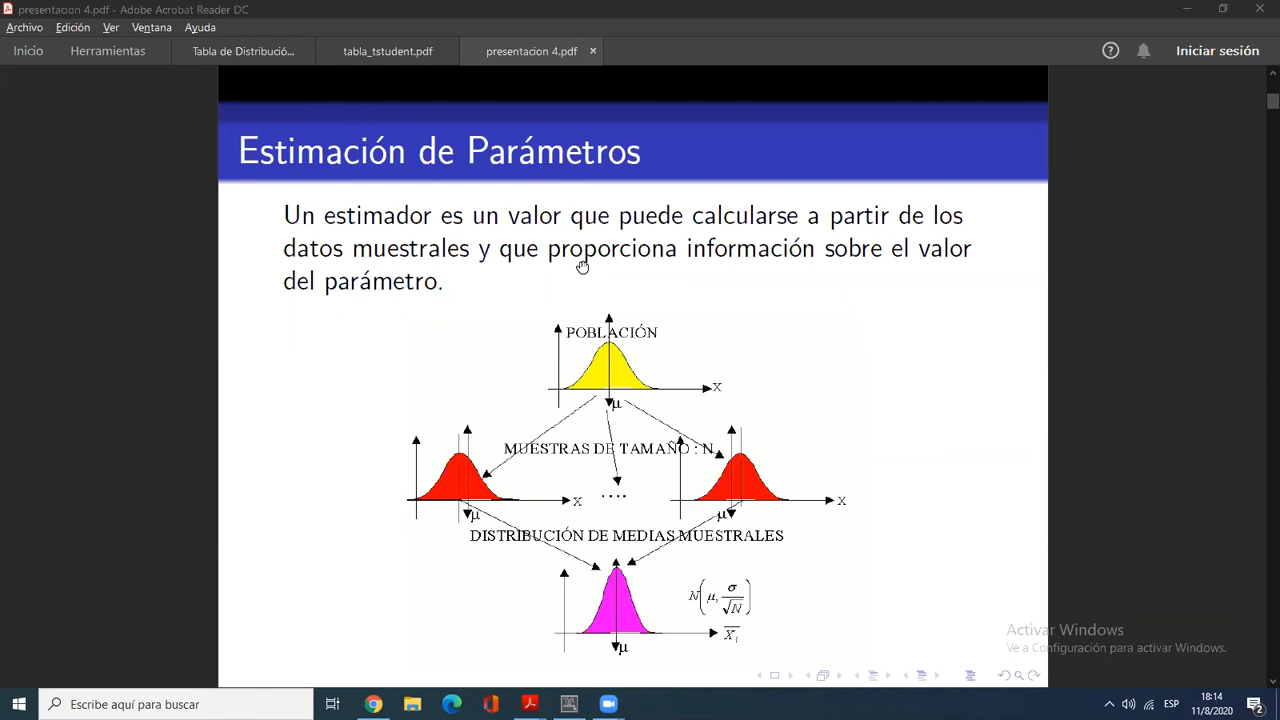 presentacion 4.pdf - Adobe Acrobat Reader DC
Archivo Edición Ver Ventana Ayuda
Inicio Herramientas Tabla de Distribució... tabla_tstudent.pdf presentacion 4.pdf × Iniciar sesión
Estimación de Parámetros
Un estimador es un valor que puede calcularse a partir de los
datos muestrales y que proporciona información sobre el valor
del parámetro.
POBLACIÓN
X
μ
MUESTRAS DE TAMAÑO : N
X
....
X
μ
μ
DISTRIBUCIÓN DE MEDIAS MUESTRALES
N(μ, σ/√N)
X̄i
μ
Activar Windows
Ve a Configuración para activar Windows.
Escribe aquí para buscar
ESP
18:14
11/8/2020
2